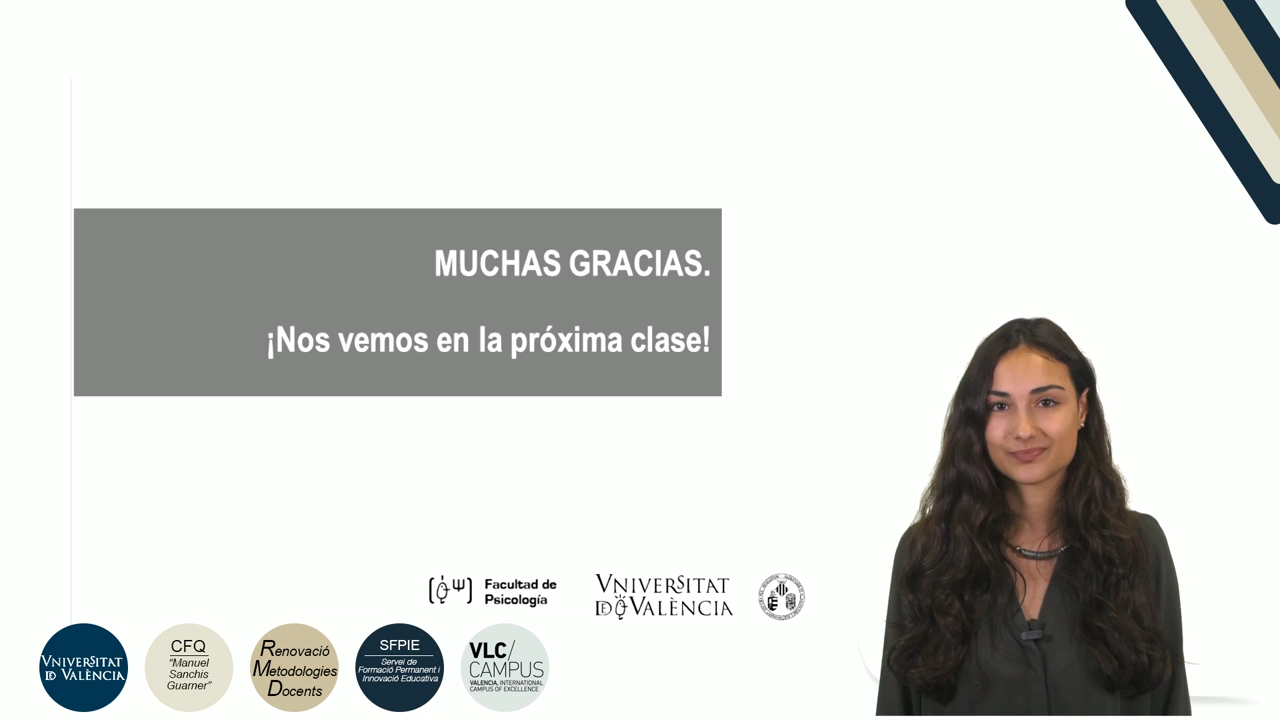 MUCHAS GRACIAS.
¡Nos vemos en la próxima clase!
Facultad de
Psicología
VNIVERSITAT
DE VALÈNCIA
VNIVERSITAT
DE VALÈNCIA
CFQ
“Manuel
Sanchis
Guarner”
Renovació
Metodologies
Docents
SFPIE
Servei de
Formació Permanent i
Innovació Educativa
VLC/
CAMPUS
VALENCIA, INTERNATIONAL
CAMPUS OF EXCELLENCE